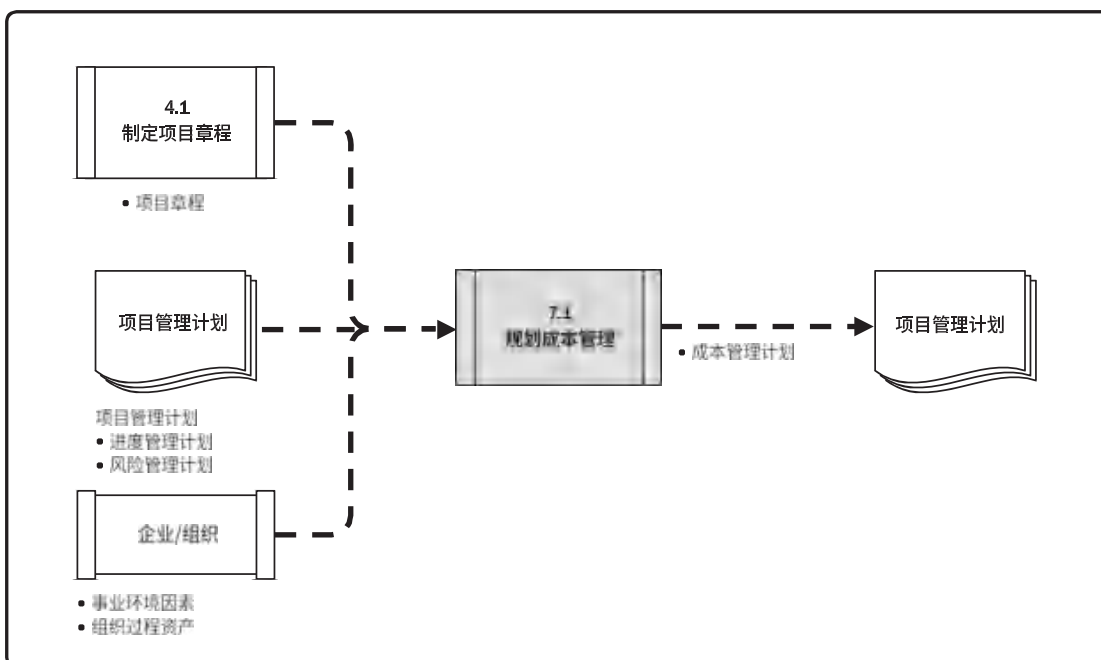 4.1
制定项目章程
• 项目章程
项目管理计划
项目管理计划
• 进度管理计划
• 风险管理计划
企业/组织
• 事业环境因素
• 组织过程资产
7.1
规划成本管理
• 成本管理计划
项目管理计划